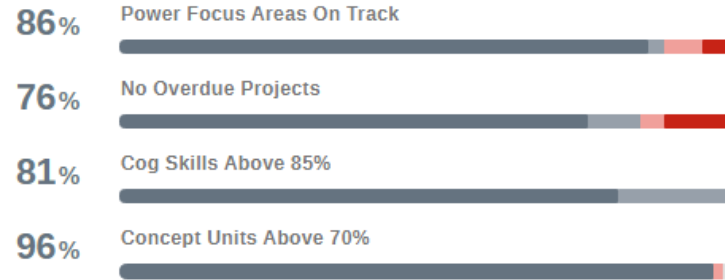 86% Power Focus Areas On Track
76% No Overdue Projects
81% Cog Skills Above 85%
96% Concept Units Above 70%